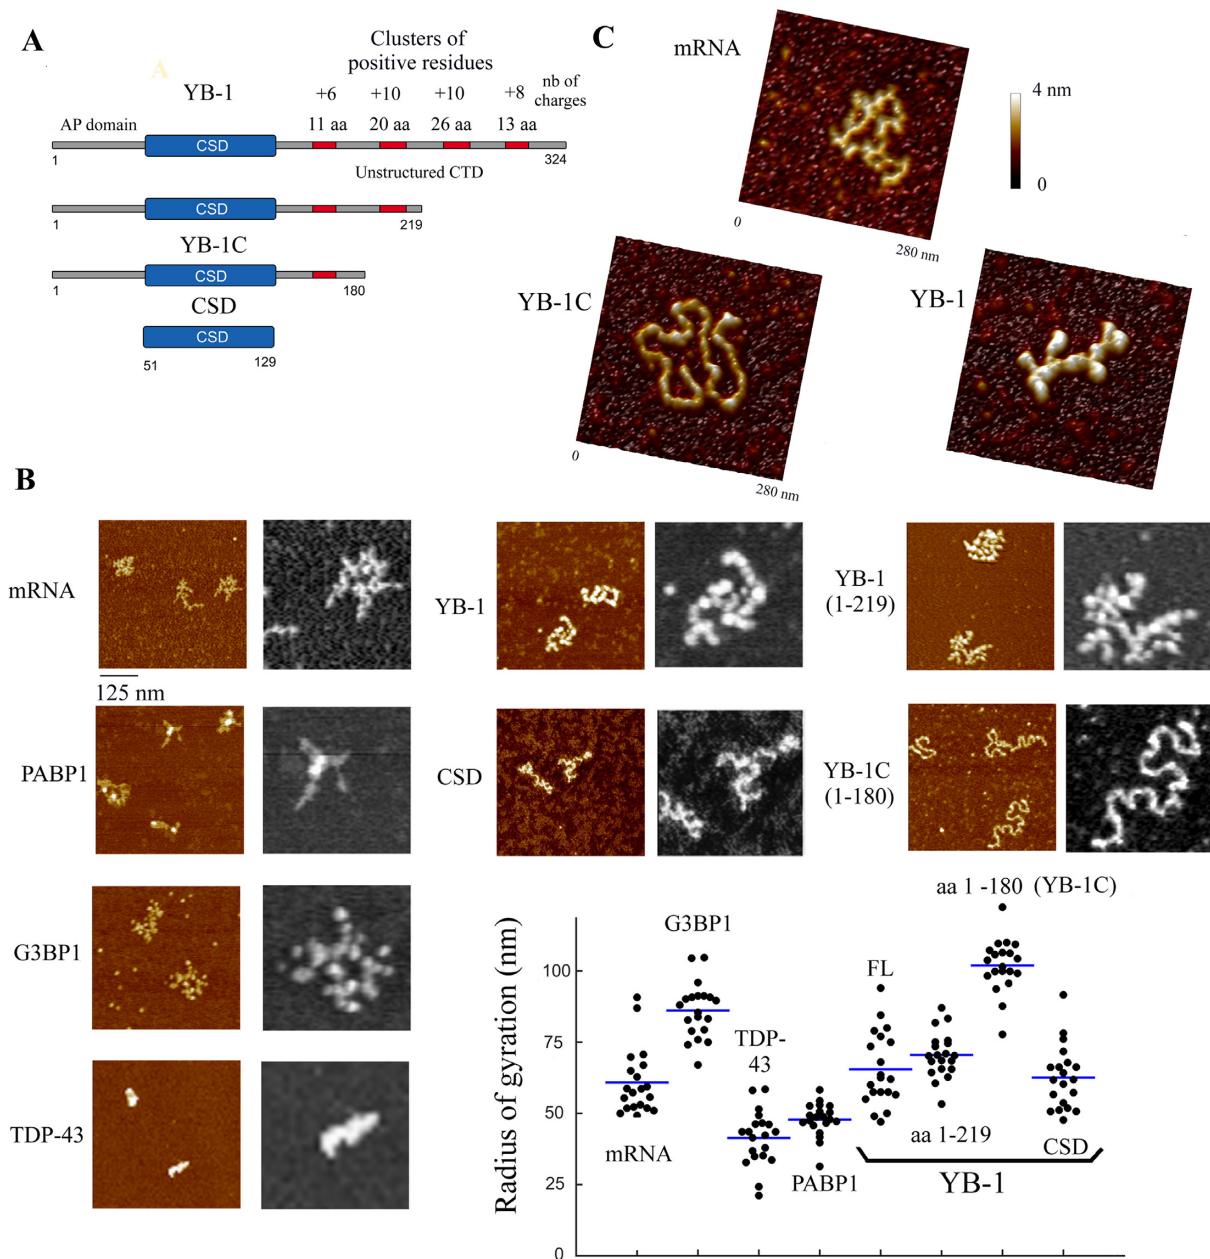 A
A
Clusters of
positive residues
YB-1
+6 +10 +10 +8 nb of
charges
AP domain
11 aa 20 aa 26 aa 13 aa
CSD
1
324
Unstructured CTD
CSD
1
219
YB-1C
CSD
1
180
CSD
CSD
51
129
C
mRNA
4 nm
0
0
280 nm
YB-1C
YB-1
0
280 nm
B
mRNA
125 nm
YB-1
YB-1
(1-219)
PABP1
CSD
YB-1C
(1-180)
G3BP1
TDP-43
aa 1 -180 (YB-1C)
G3BP1
FL
TDP-
43
Radius of gyration (nm)
100
75
50
25
0
mRNA
PABP1
aa 1-219
CSD
YB-1